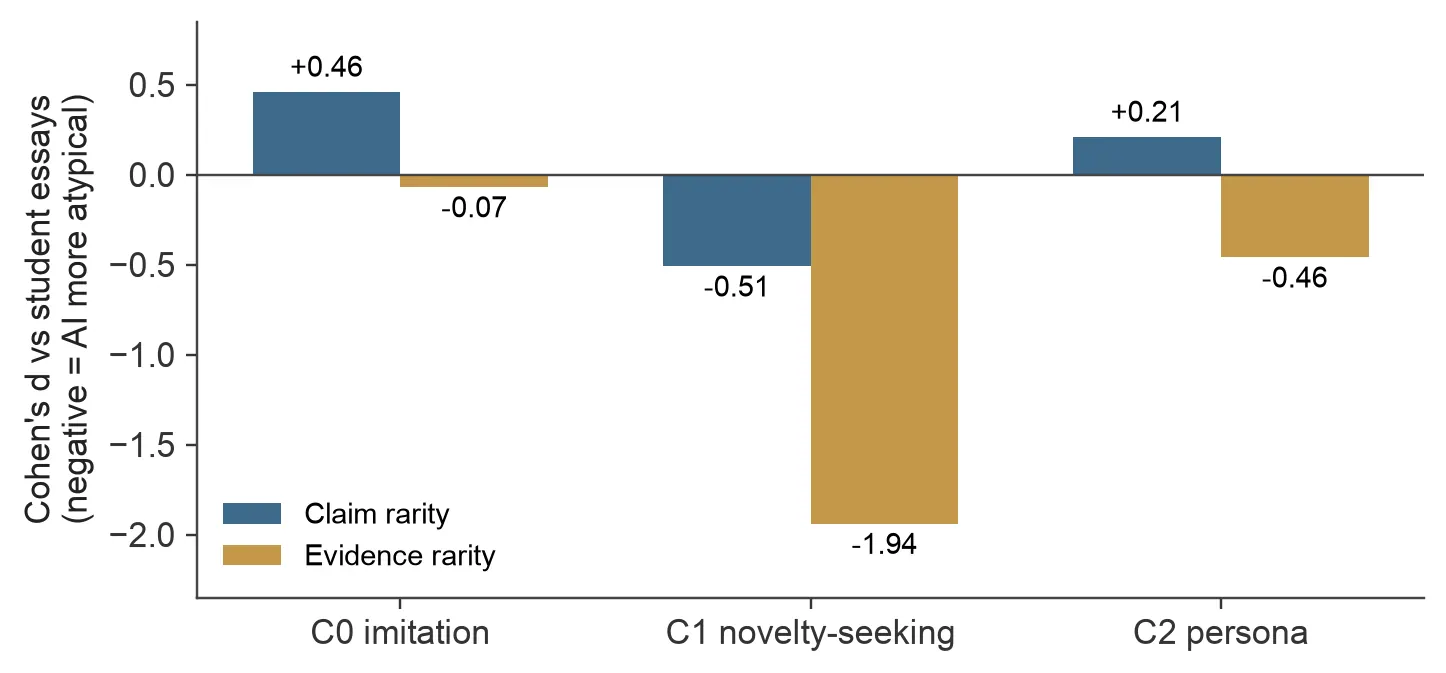 Cohen's d vs student essays
(negative = AI more atypical)
0.5
0.0
−0.5
−1.0
−1.5
−2.0
+0.46
-0.07
-0.51
-1.94
+0.21
-0.46
Claim rarity
Evidence rarity
C0 imitation
C1 novelty-seeking
C2 persona